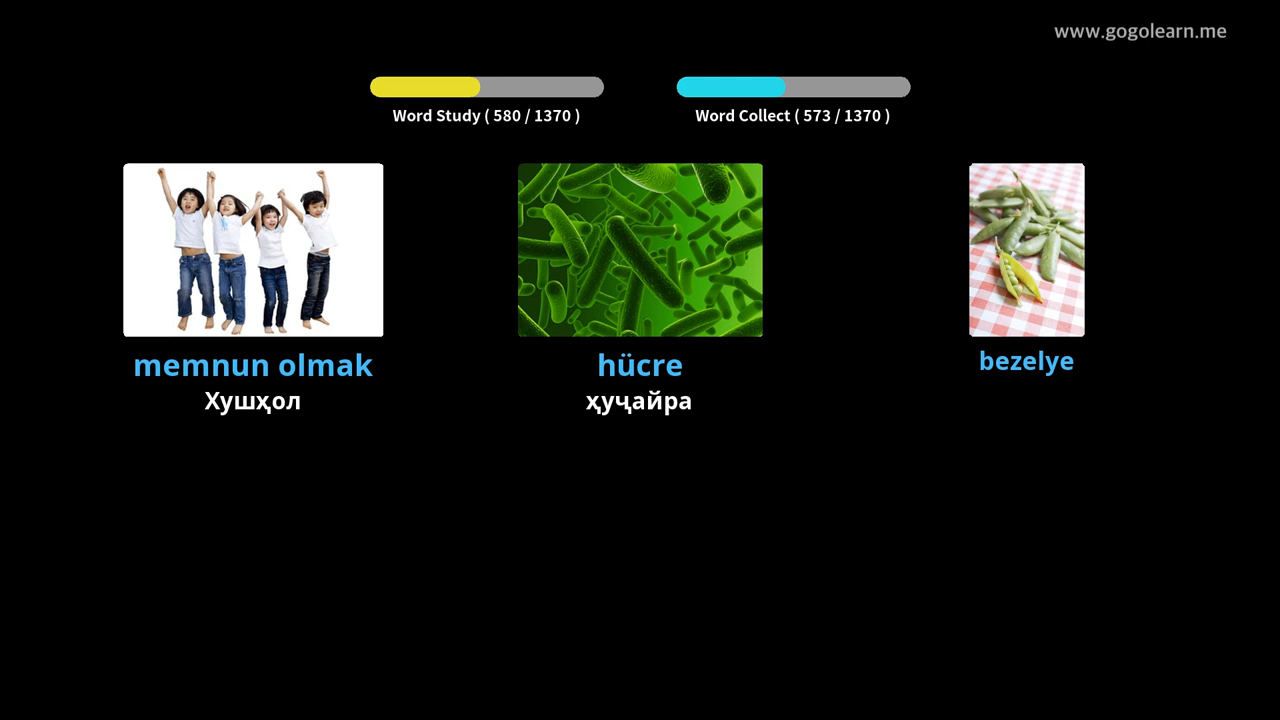 www.gogolearn.me
Word Study ( 580 / 1370 )
Word Collect ( 573 / 1370 )
memnun olmak
Хушҳол
hücre
ҳуҷайра
bezelye